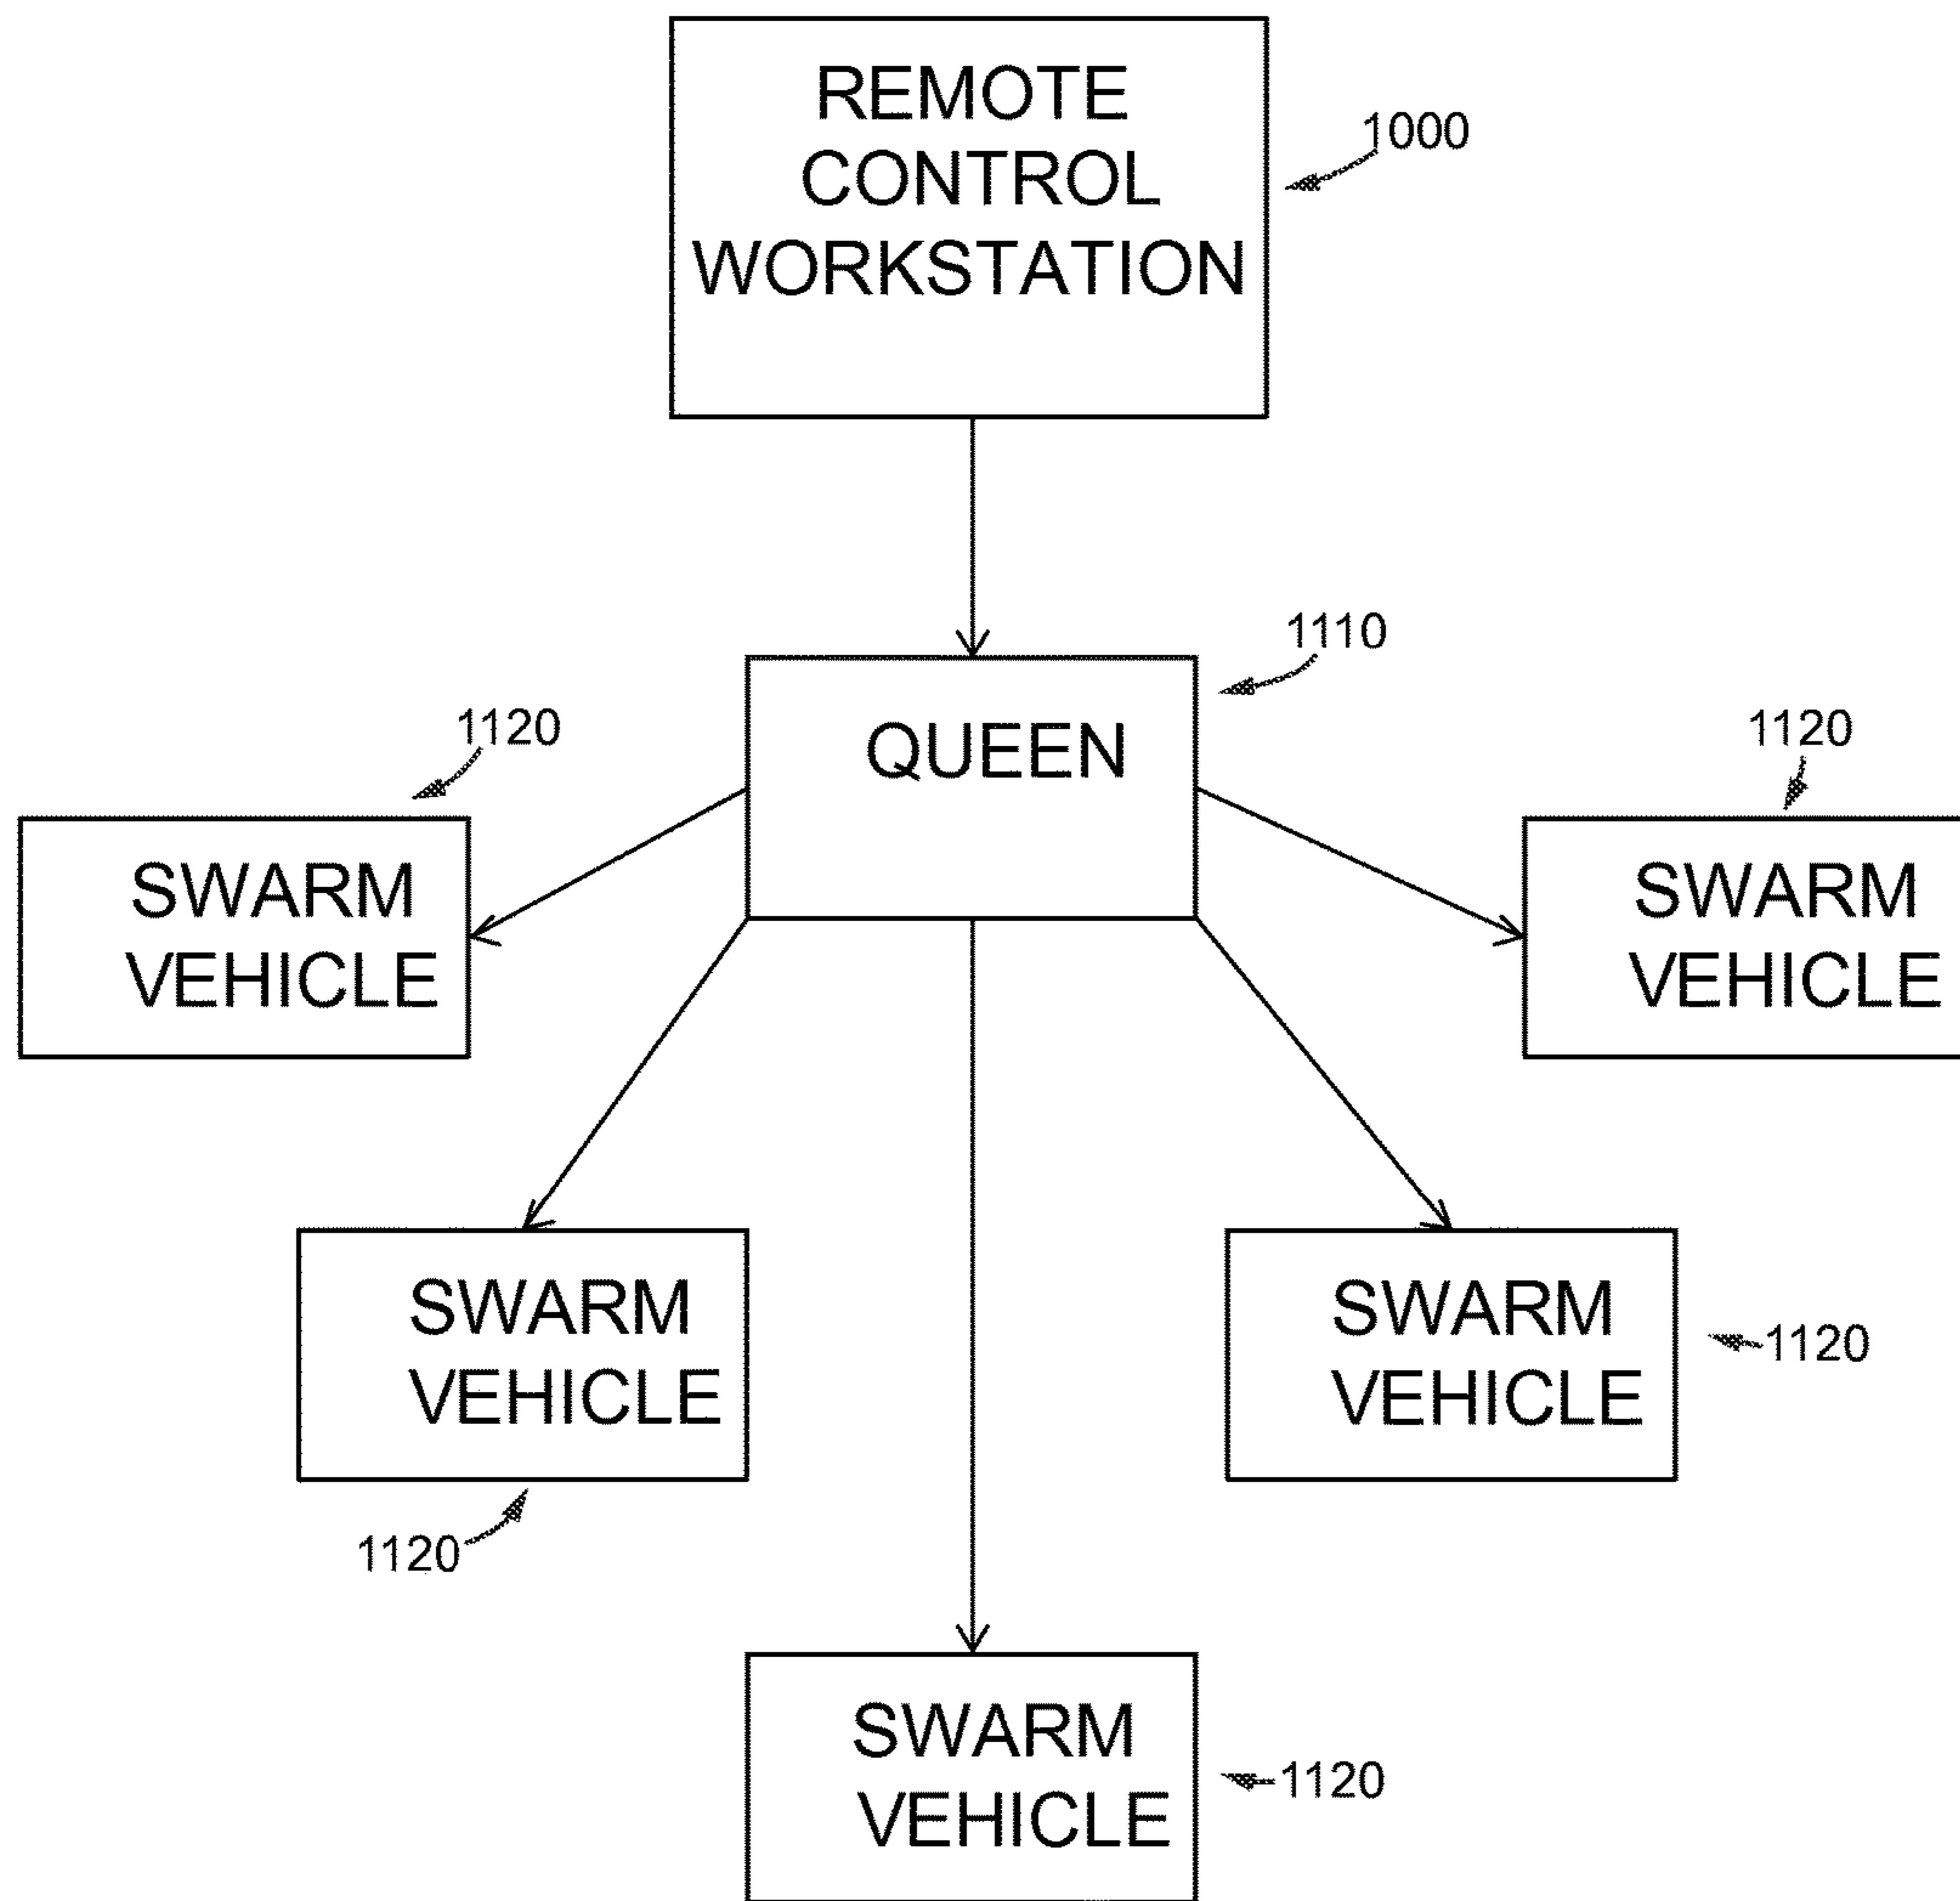 REMOTE
CONTROL
WORKSTATION
1000
1110
QUEEN
1120
SWARM
VEHICLE
1120
SWARM
VEHICLE
SWARM
VEHICLE
1120
SWARM
VEHICLE
1120
SWARM
VEHICLE
1120